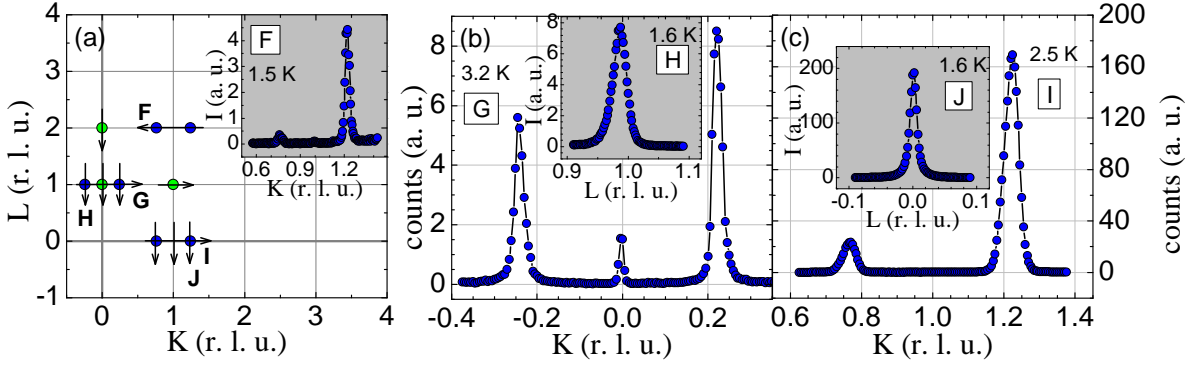 (a)
4
3
2
1
0
-1
L (r. l. u.)
0 1 2 3 4
K (r. l. u.)
F
G
H
I
J
F
1.5 K
4
3
2
1
0
I (a. u.)
0.6 0.9 1.2
K (r. l. u.)
(b)
3.2 K
G
8
6
4
2
0
counts (a. u.)
-0.4 -0.2 0.0 0.2
K (r. l. u.)
1.6 K
H
8
6
4
2
0
I (a. u.)
0.9 1.0 1.1
L (r. l. u.)
(c)
2.5 K
I
200
160
120
80
40
0
counts (a. u.)
0.6 0.8 1.0 1.2 1.4
K (r. l. u.)
1.6 K
J
200
100
0
I (a. u.)
-0.1 0.0 0.1
L (r. l. u.)